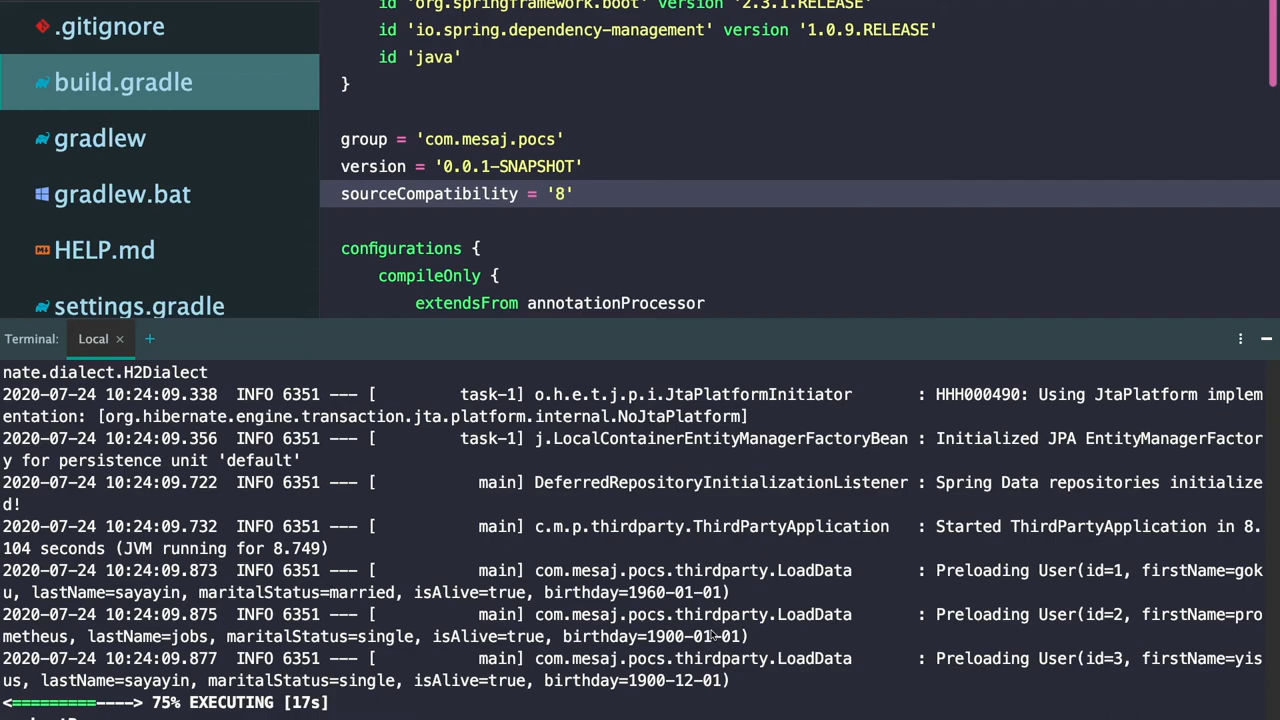 .gitignore
build.gradle
gradlew
gradlew.bat
HELP.md
settings.gradle
id 'org.springframework.boot' version '2.3.1.RELEASE'
id 'io.spring.dependency-management' version '1.0.9.RELEASE'
id 'java'
}
group = 'com.mesaj.pocs'
version = '0.0.1-SNAPSHOT'
sourceCompatibility = '8'
configurations {
compileOnly {
extendsFrom annotationProcessor
Terminal: Local × +
nate.dialect.H2Dialect
2020-07-24 10:24:09.338  INFO 6351 --- [         task-1] o.h.e.t.j.p.i.JtaPlatformInitiator       : HHH000490: Using JtaPlatform implem
entation: [org.hibernate.engine.transaction.jta.platform.internal.NoJtaPlatform]
2020-07-24 10:24:09.356  INFO 6351 --- [         task-1] j.LocalContainerEntityManagerFactoryBean : Initialized JPA EntityManagerFactor
y for persistence unit 'default'
2020-07-24 10:24:09.722  INFO 6351 --- [           main] DeferredRepositoryInitializationListener : Spring Data repositories initialize
d!
2020-07-24 10:24:09.732  INFO 6351 --- [           main] c.m.p.thirdparty.ThirdPartyApplication   : Started ThirdPartyApplication in 8.
104 seconds (JVM running for 8.749)
2020-07-24 10:24:09.873  INFO 6351 --- [           main] com.mesaj.pocs.thirdparty.LoadData       : Preloading User(id=1, firstName=gok
u, lastName=sayayin, maritalStatus=married, isAlive=true, birthday=1960-01-01)
2020-07-24 10:24:09.875  INFO 6351 --- [           main] com.mesaj.pocs.thirdparty.LoadData       : Preloading User(id=2, firstName=pro
metheus, lastName=jobs, maritalStatus=single, isAlive=true, birthday=1900-01-01)
2020-07-24 10:24:09.877  INFO 6351 --- [           main] com.mesaj.pocs.thirdparty.LoadData       : Preloading User(id=3, firstName=yis
us, lastName=sayayin, maritalStatus=single, isAlive=true, birthday=1900-12-01)
<=========----> 75% EXECUTING [17s]